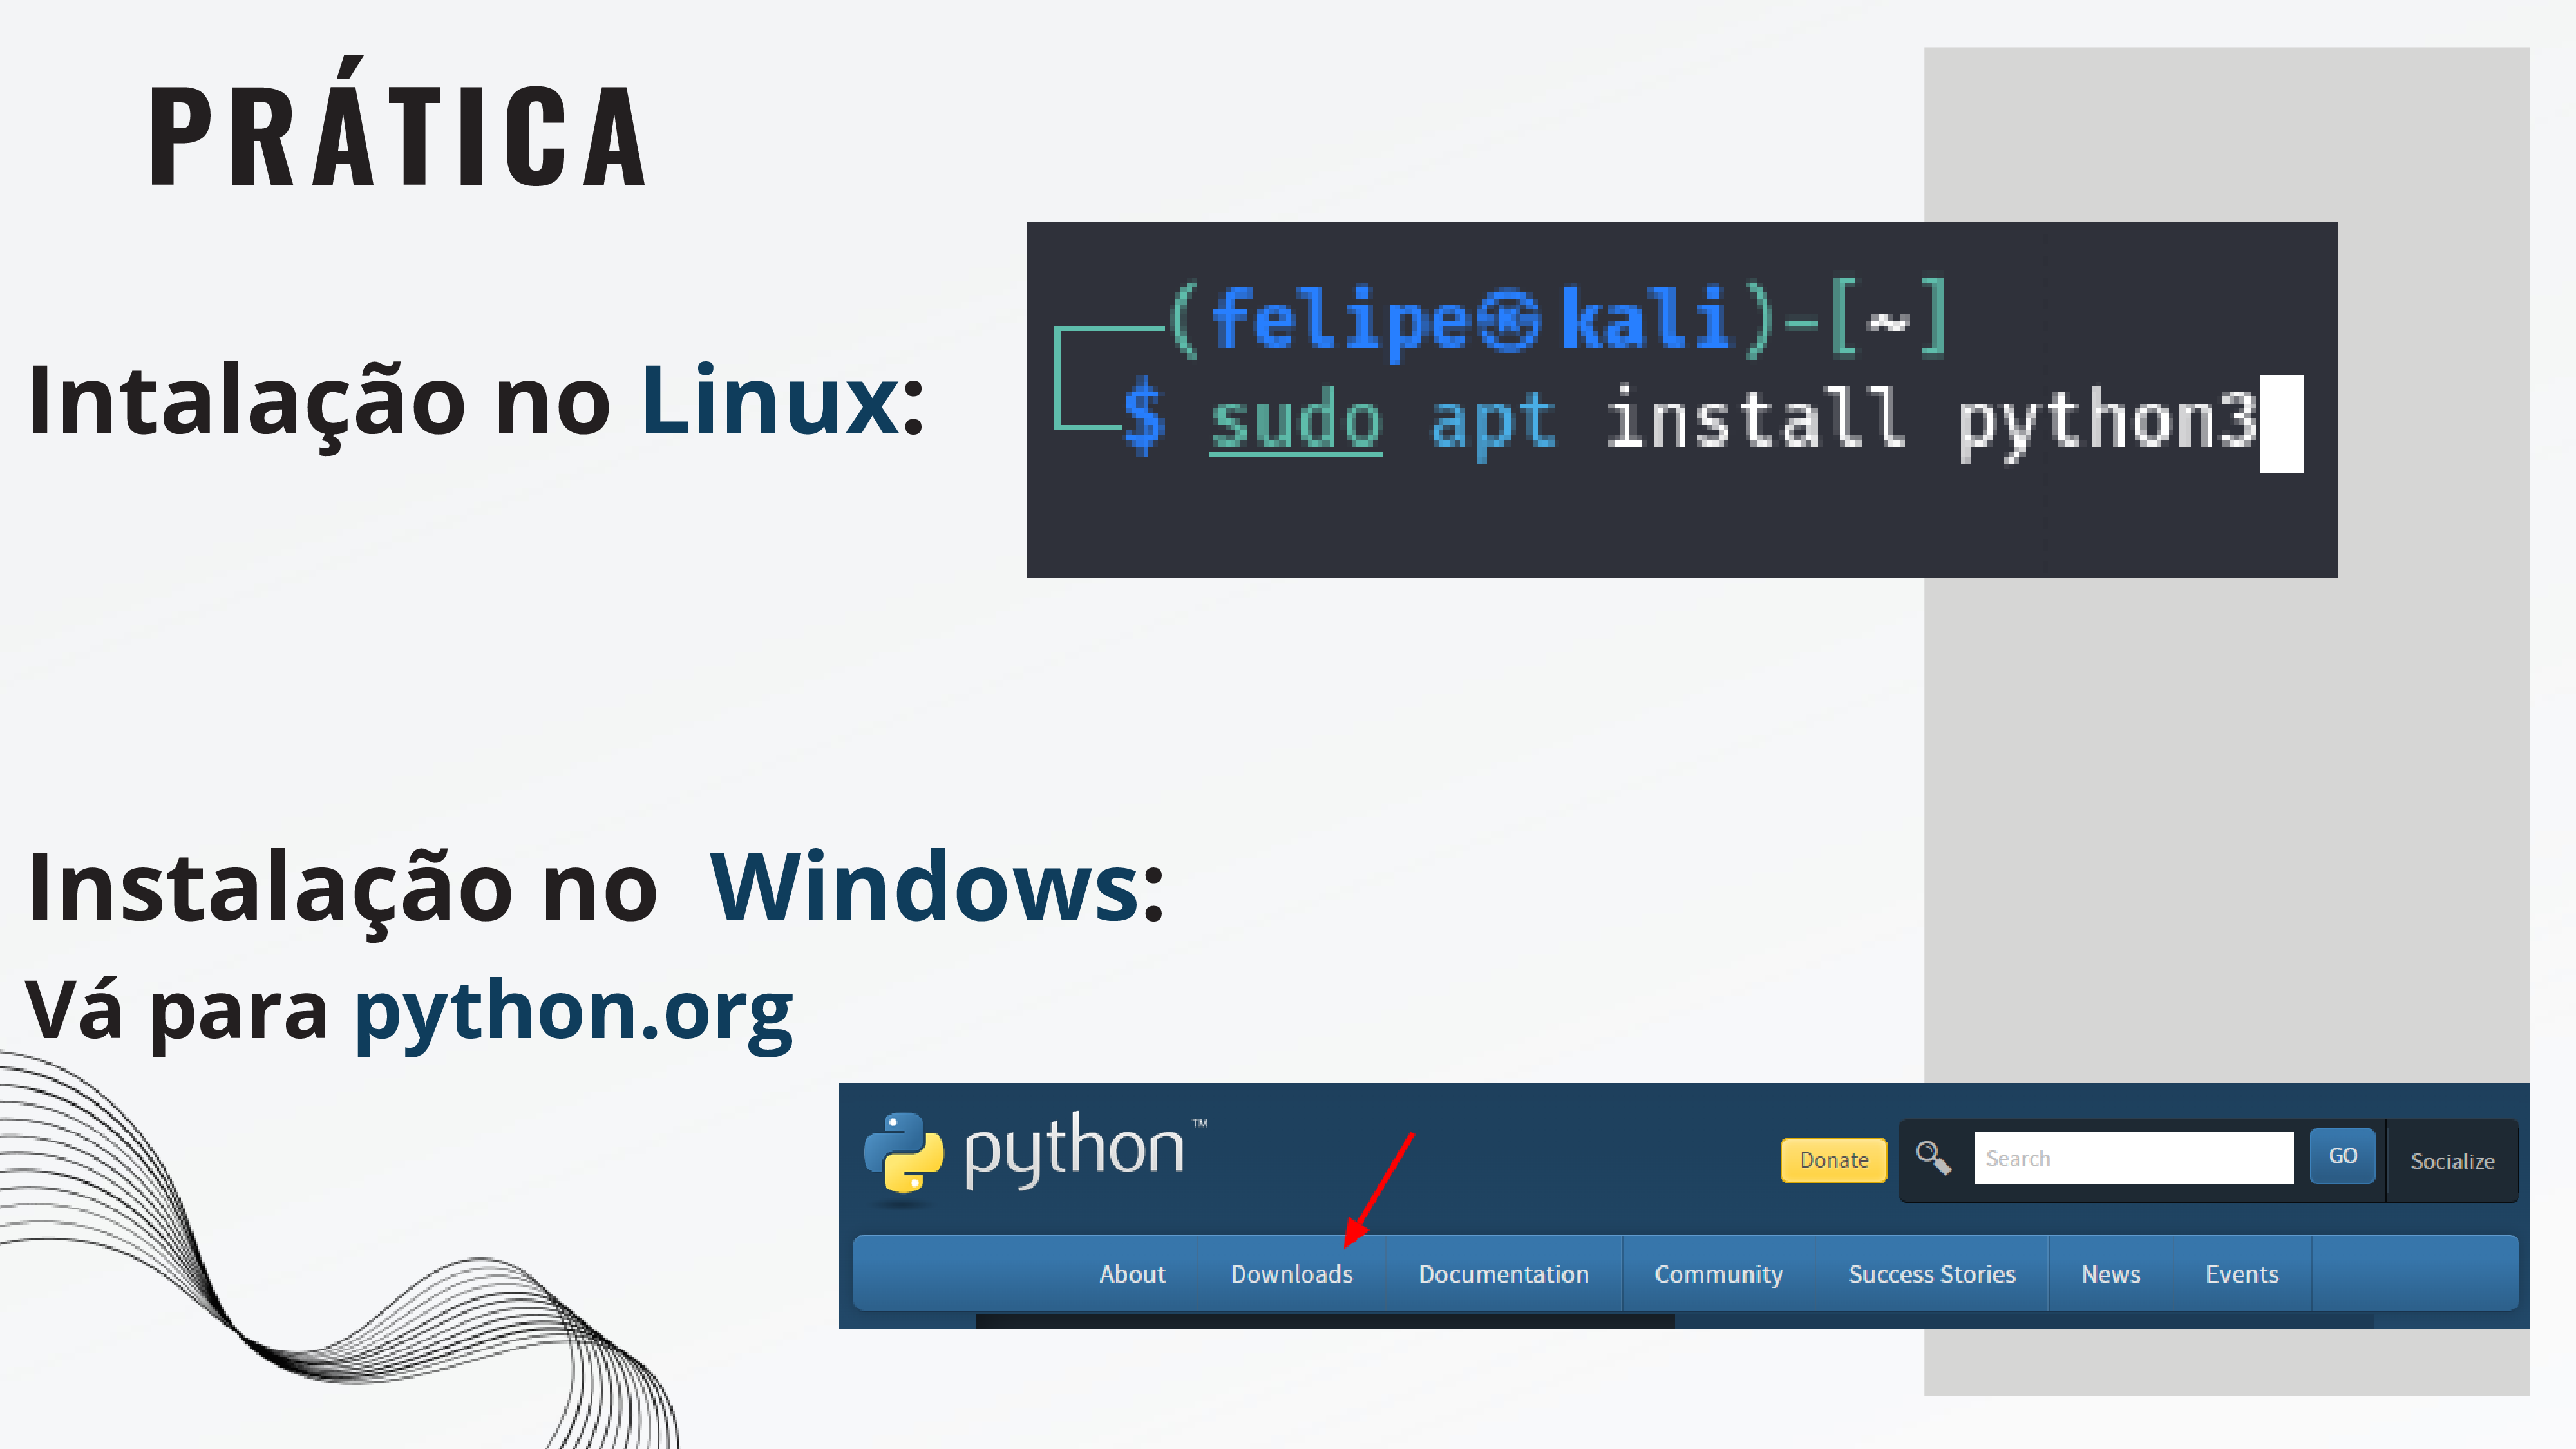 PRÁTICA
Intalação no Linux:
(felipe㉿kali)-[~]
$ sudo apt install python3
Instalação no Windows:
Vá para python.org
python™
Donate
Search
GO
Socialize
About Downloads Documentation Community Success Stories News Events